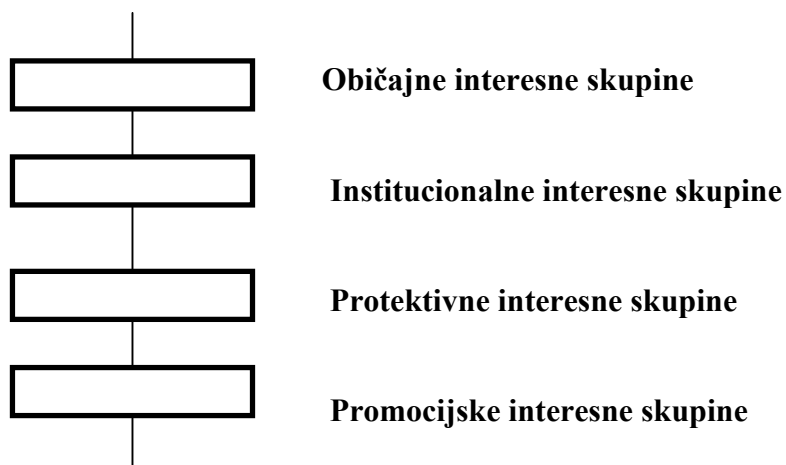 Običajne interesne skupine
Institucionalne interesne skupine
Protektivne interesne skupine
Promocijske interesne skupine